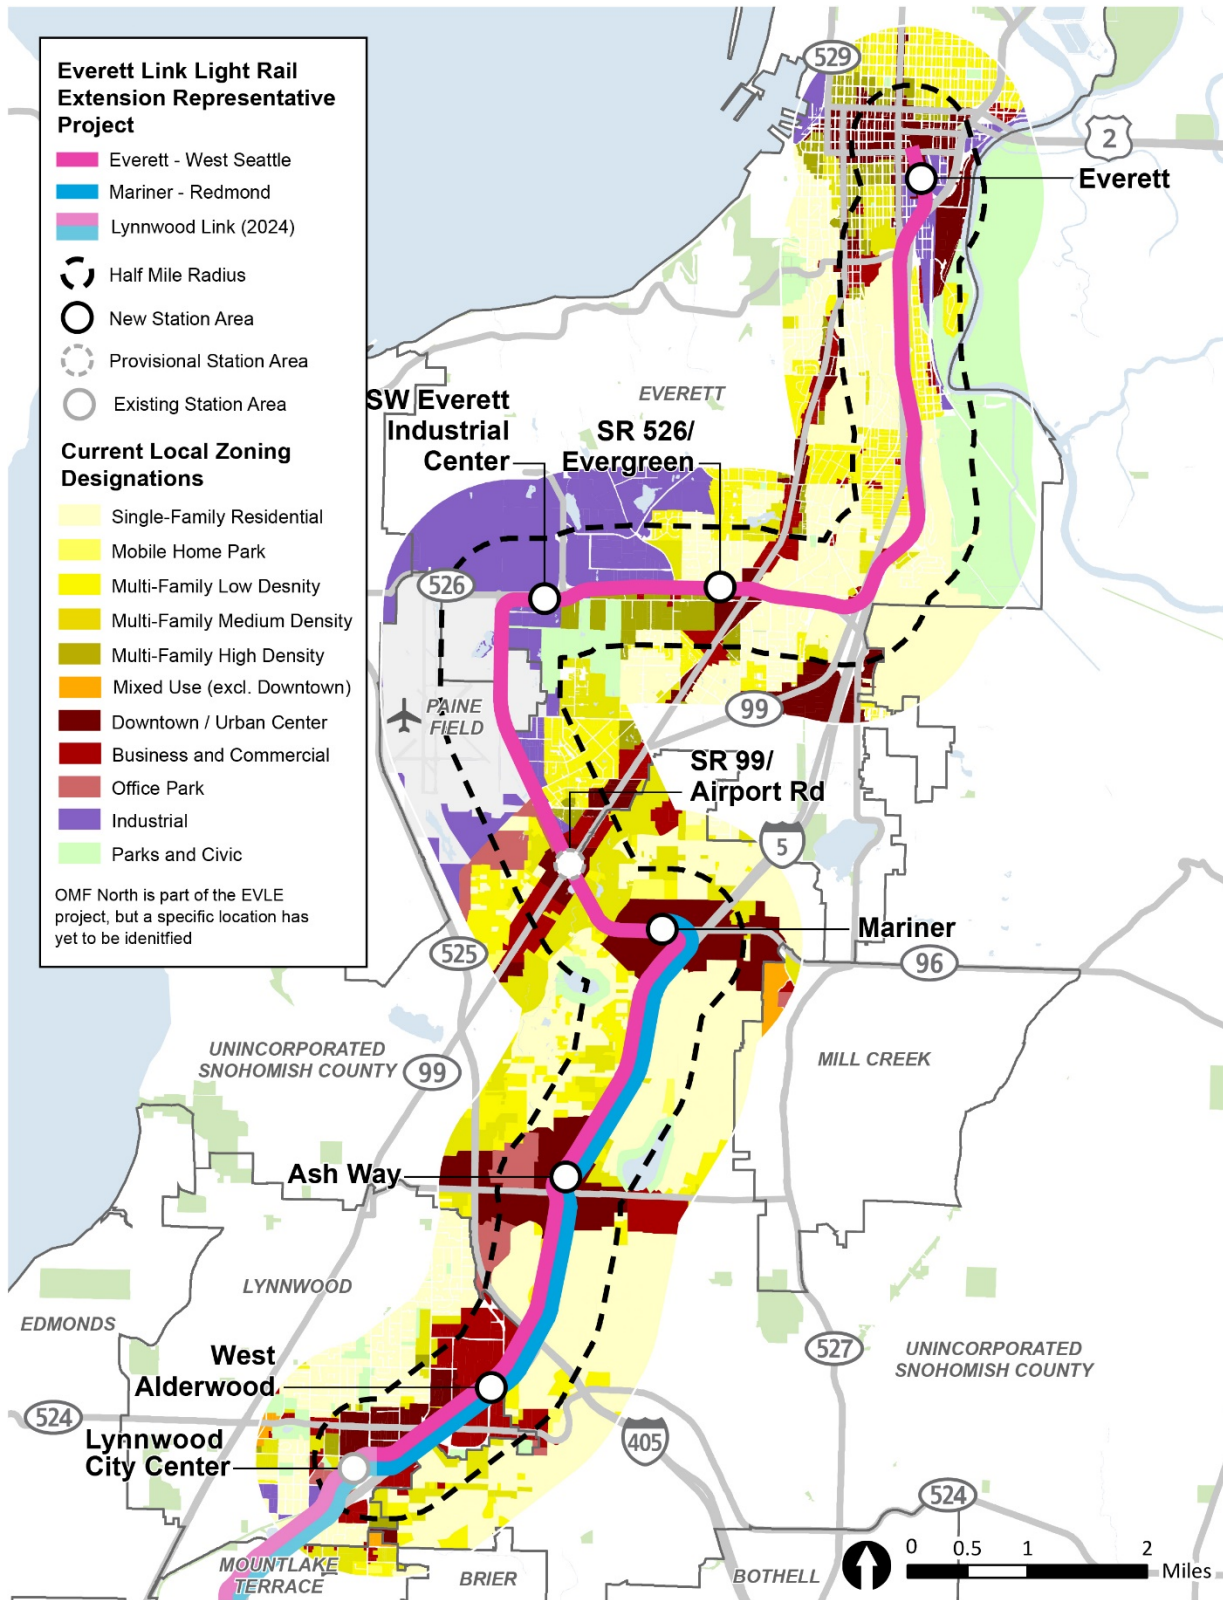 Everett Link Light Rail
Extension Representative
Project
Everett - West Seattle
Mariner - Redmond
Lynnwood Link (2024)
Half Mile Radius
New Station Area
Provisional Station Area
Existing Station Area
Current Local Zoning
Designations
Single-Family Residential
Mobile Home Park
Multi-Family Low Desnity
Multi-Family Medium Density
Multi-Family High Density
Mixed Use (excl. Downtown)
Downtown / Urban Center
Business and Commercial
Office Park
Industrial
Parks and Civic
OMF North is part of the EVLE
project, but a specific location has
yet to be idenitfied
529
2
Everett
EVERETT
SW Everett
Industrial
Center
SR 526/
Evergreen
526
PAINE
FIELD
99
SR 99/
Airport Rd
5
Mariner
525
96
UNINCORPORATED
SNOHOMISH COUNTY
99
MILL CREEK
Ash Way
LYNNWOOD
EDMONDS
527
UNINCORPORATED
SNOHOMISH COUNTY
West
Alderwood
524
405
Lynnwood
City Center
524
MOUNTLAKE
TERRACE
BRIER
BOTHELL
0 0.5 1 2
Miles